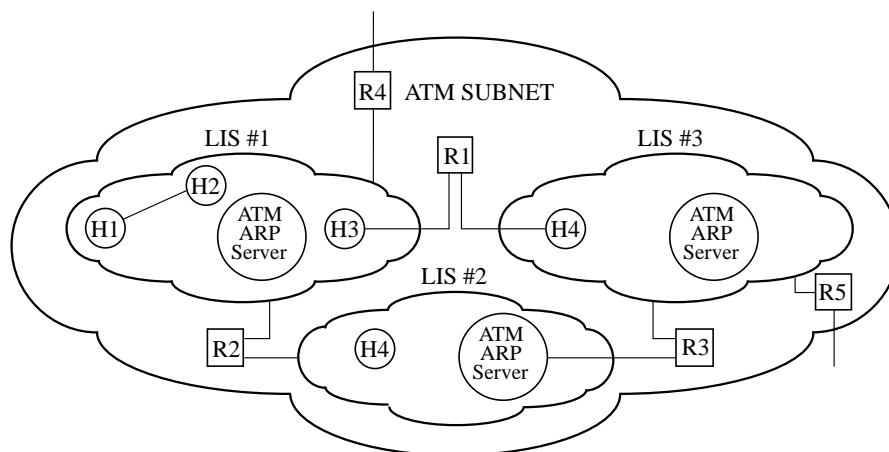 R4
ATM SUBNET
LIS #1
R1
LIS #3
H2
H1
ATM
ARP
Server
H3
H4
ATM
ARP
Server
LIS #2
R5
R2
H4
ATM
ARP
Server
R3